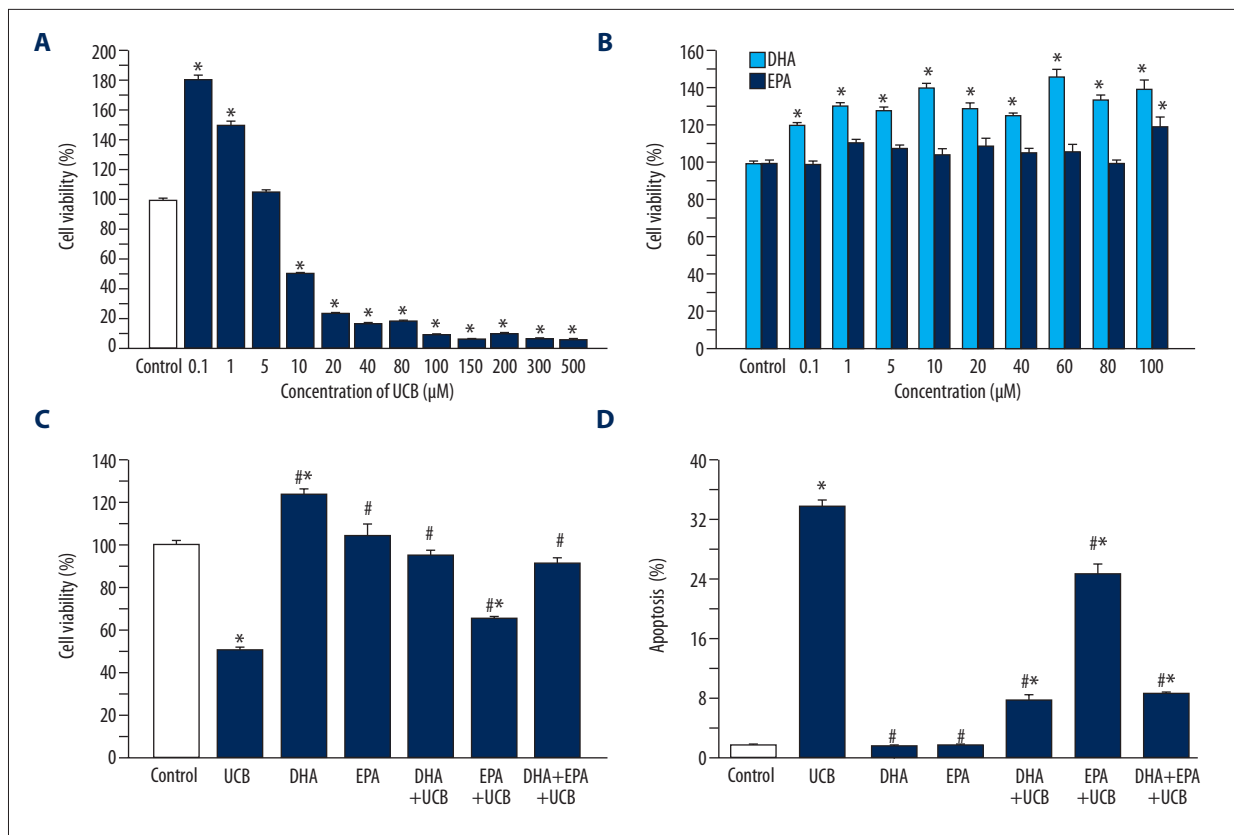 A
Cell viability (%)
200
180
160
140
120
100
80
60
40
20
0
* * * * * * * * * * *
Control 0.1 1 5 10 20 40 80 100 150 200 300 500
Concentration of UCB (µM)
B
DHA
EPA
Cell viability (%)
160
140
120
100
80
60
40
20
0
* * * * * * * * * *
Control 0.1 1 5 10 20 40 60 80 100
Concentration (µM)
C
Cell viability (%)
140
120
100
80
60
40
20
0
* #* # # #* #
Control UCB DHA EPA DHA +UCB EPA +UCB DHA+EPA +UCB
D
Apoptosis (%)
40
32
24
16
8
0
* # # #* #* #*
Control UCB DHA EPA DHA +UCB EPA +UCB DHA+EPA +UCB